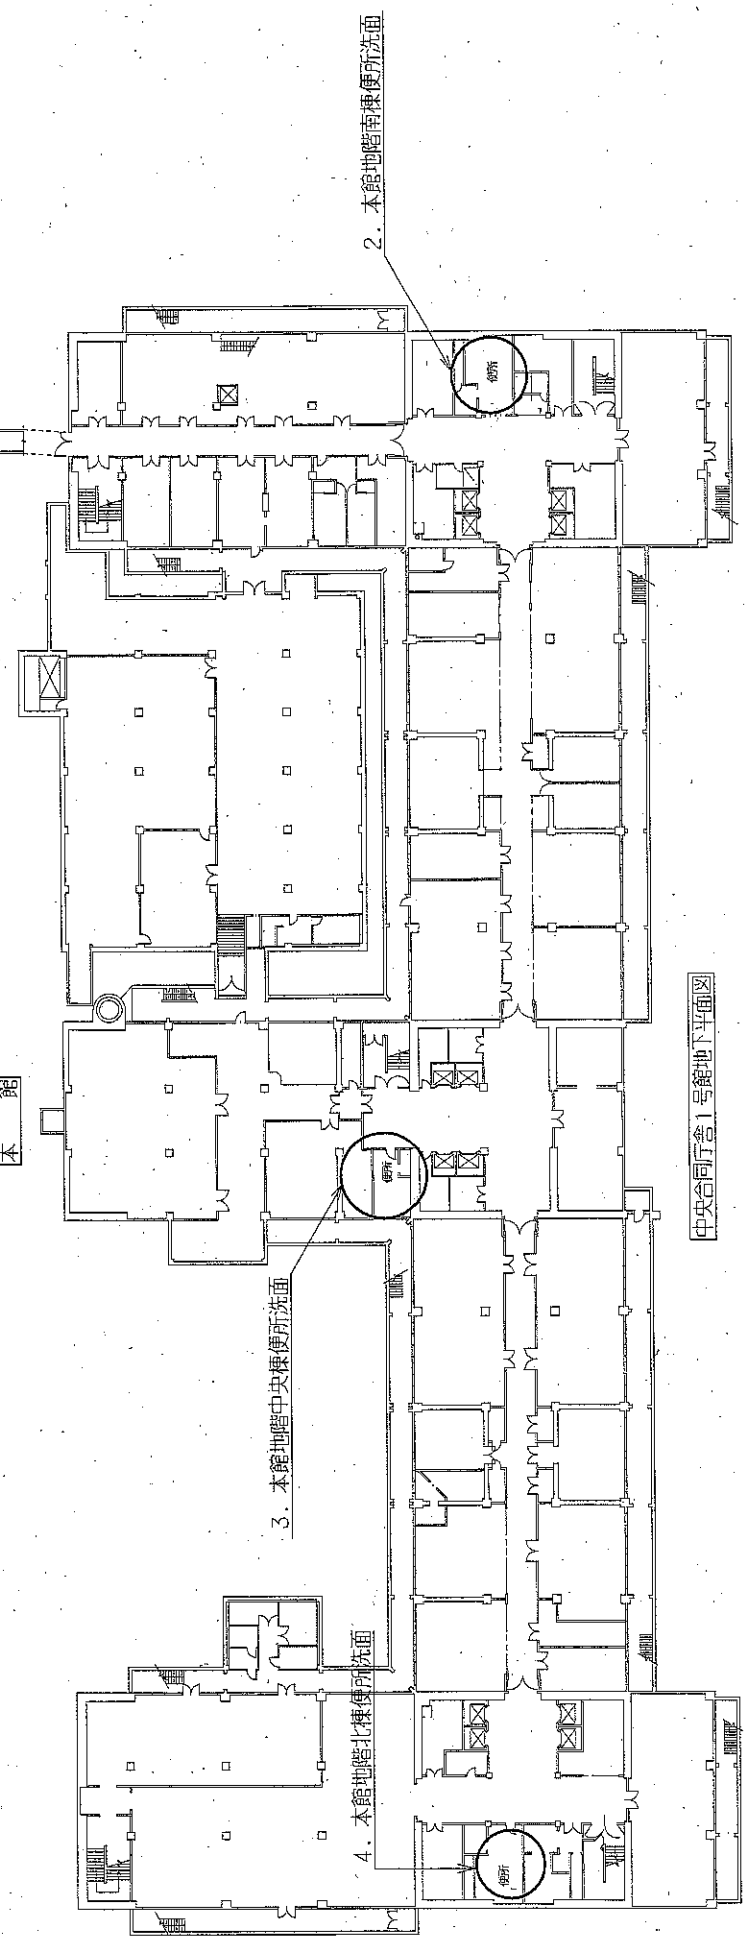 本館
2. 本館地階南棟便所洗面
便所
3. 本館地階中央棟便所洗面
便所
4. 本館地階北棟便所洗面
便所
中央合同庁舎1号館地下平面図